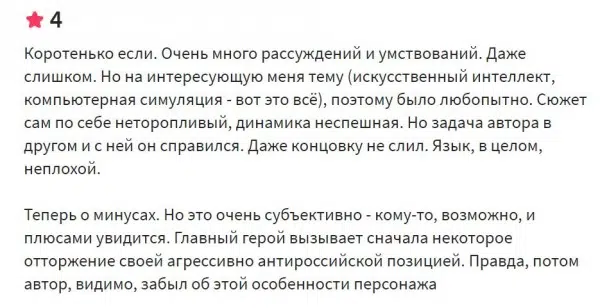 4
Коротенько если. Очень много рассуждений и умствований. Даже
слишком. Но на интересующую меня тему (искусственный интеллект,
компьютерная симуляция - вот это всё), поэтому было любопытно. Сюжет
сам по себе неторопливый, динамика неспешная. Но задача автора в
другом и с ней он справился. Даже концовку не слил. Язык, в целом,
неплохой.
Теперь о минусах. Но это очень субъективно - кому-то, возможно, и
плюсами увидится. Главный герой вызывает сначала некоторое
отторжение своей агрессивно антироссийской позицией. Правда, потом
автор, видимо, забыл об этой особенности персонажа